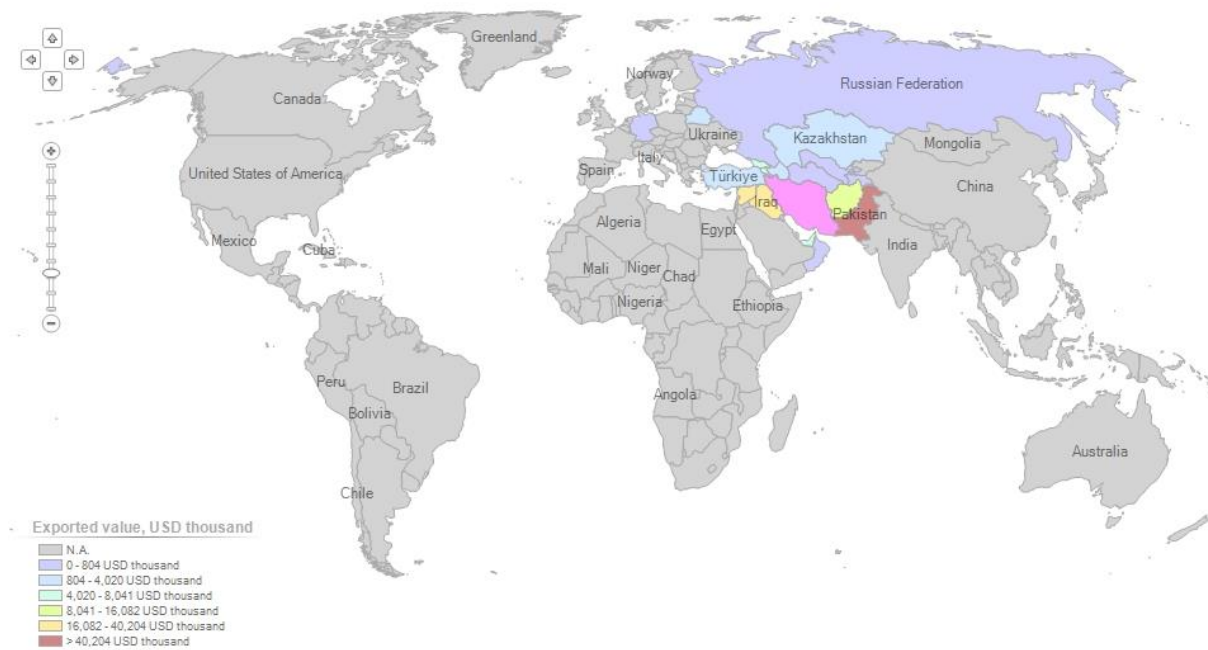 Greenland
Norway
Russian Federation
Canada
Ukraine
Kazakhstan
Mongolia
Italy
Spain
Türkiye
United States of America
China
Iraq
Pakistan
Algeria
Egypt
India
Mexico
Cuba
Mali
Niger
Chad
Nigeria
Ethiopia
Peru
Brazil
Angola
Bolivia
Australia
Chile
Exported value, USD thousand
N.A.
0 - 804 USD thousand
804 - 4,020 USD thousand
4,020 - 8,041 USD thousand
8,041 - 16,082 USD thousand
16,082 - 40,204 USD thousand
> 40,204 USD thousand